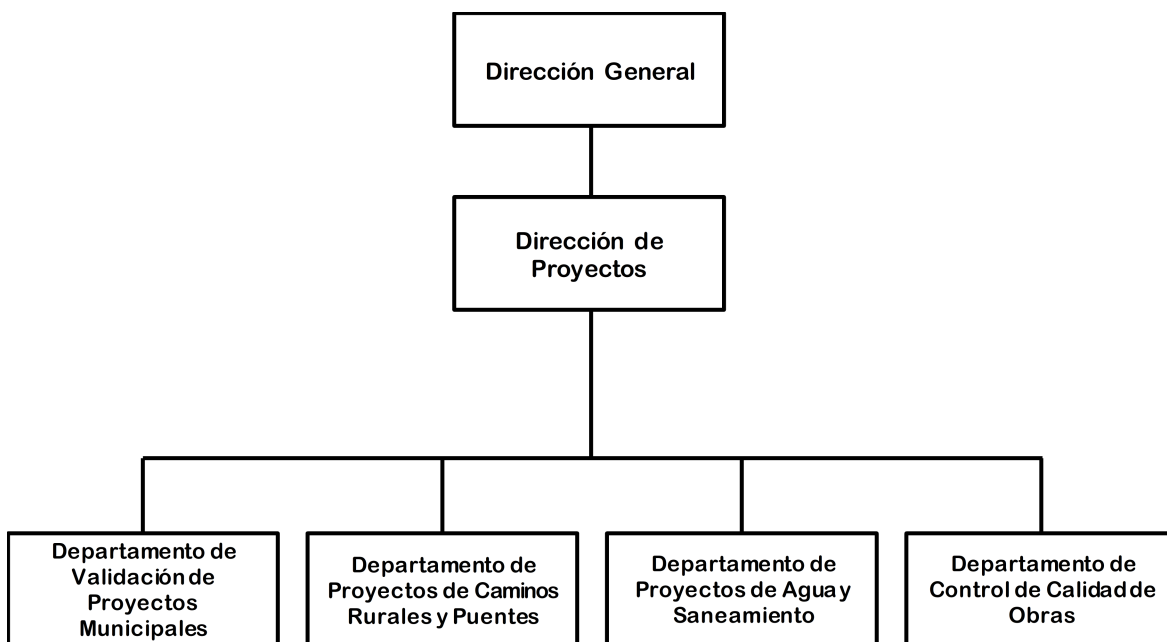 Dirección General
Dirección de
Proyectos
Departamento de
Validación de
Proyectos
Municipales
Departamento de
Proyectos de Caminos
Rurales y Puentes
Departamento de
Proyectos de Agua y
Saneamiento
Departamento de
Control de Calidad de
Obras